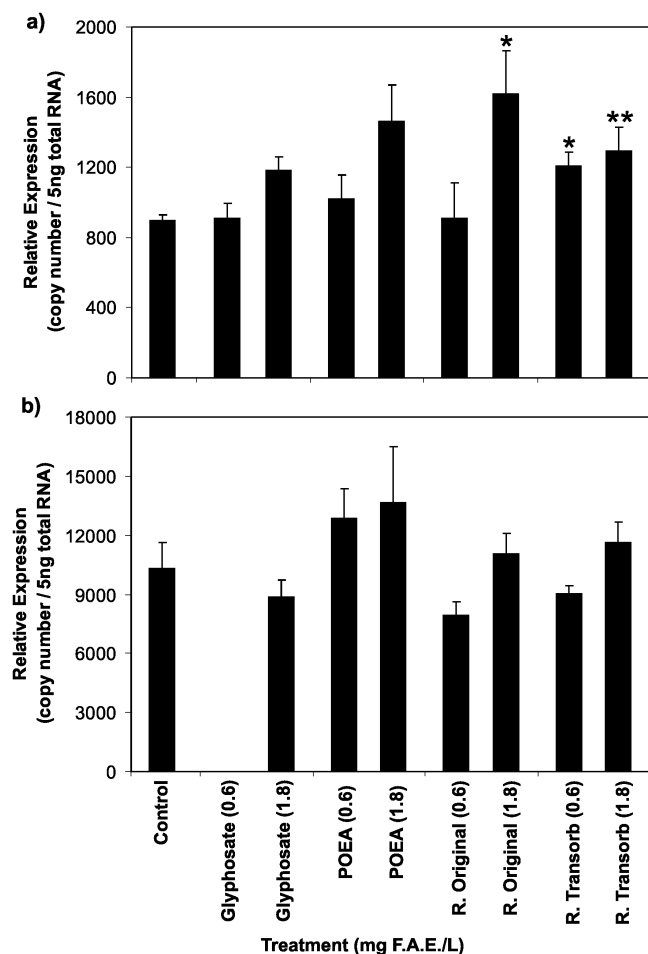 a)
Relative Expression
(copy number / 5ng total RNA)
2000
1600
1200
800
400
0
*
*
**
b)
Relative Expression
(copy number / 5ng total RNA)
18000
15000
12000
9000
6000
3000
0
Control
Glyphosate (0.6)
Glyphosate (1.8)
POEA (0.6)
POEA (1.8)
R. Original (0.6)
R. Original (1.8)
R. Transorb (0.6)
R. Transorb (1.8)
Treatment (mg F.A.E./L)